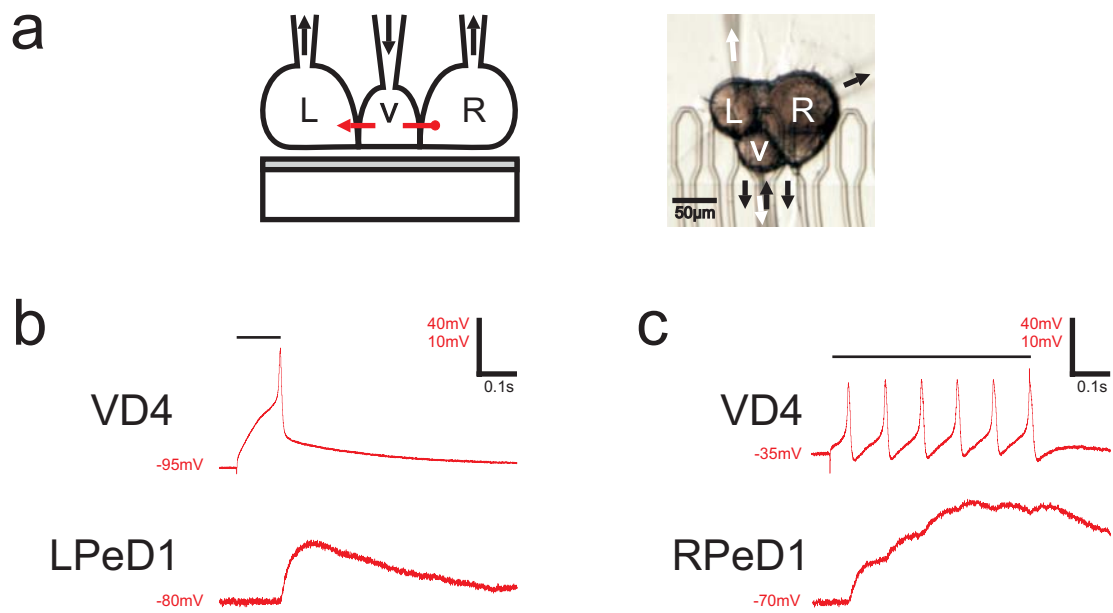 a
L
v
R
L
R
v
50µm
b
40mV
10mV
0.1s
VD4
-95mV
LPeD1
-80mV
c
40mV
10mV
0.1s
VD4
-35mV
RPeD1
-70mV